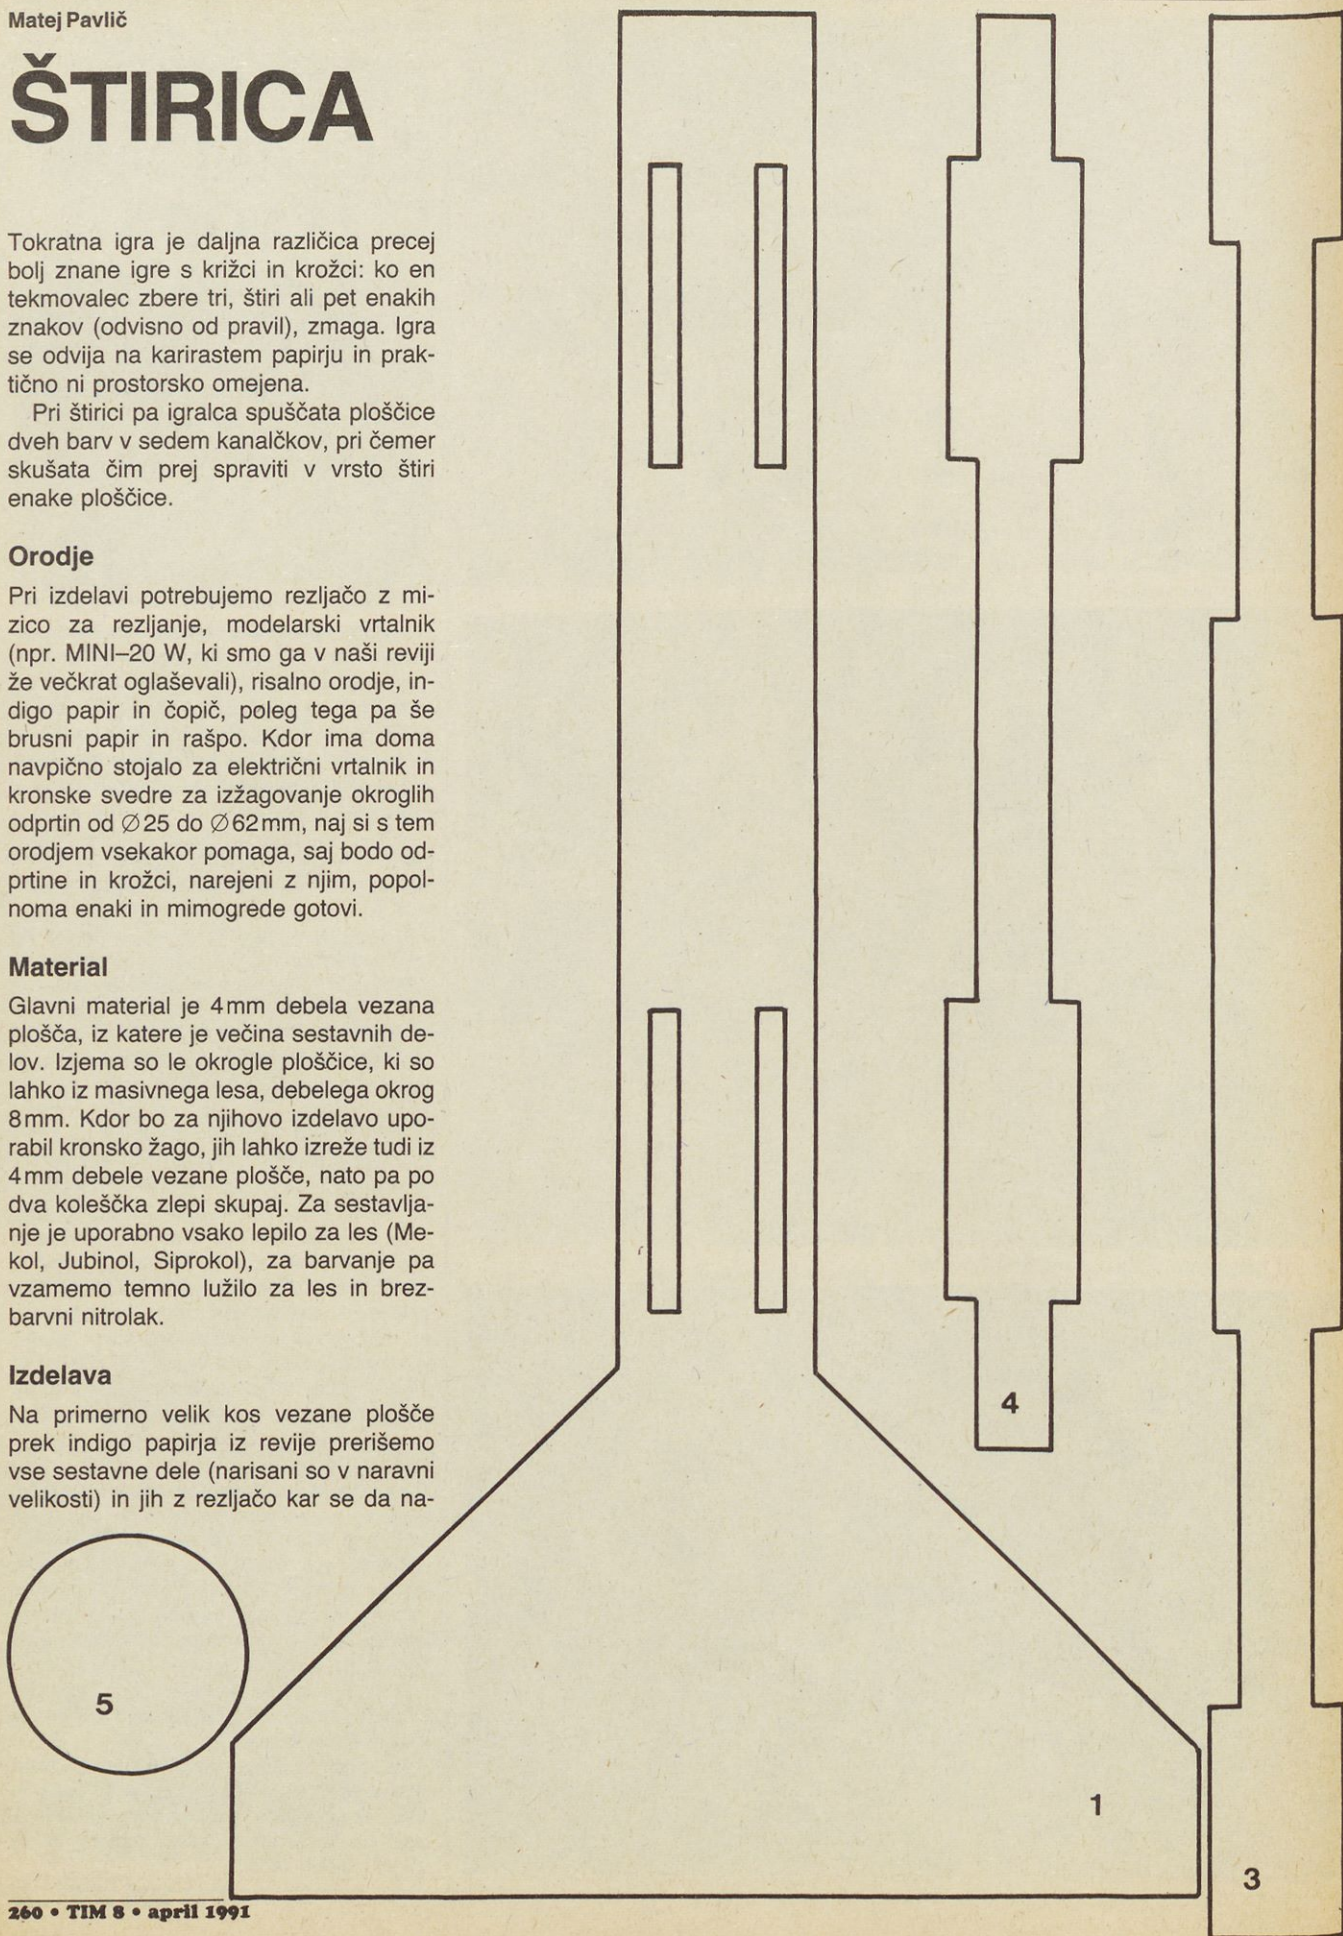 Matej Pavlič
ŠTIRICA
Tokratna igra je daljna različica precej
bolj znane igre s križci in krožci: ko en
tekmovalec zbere tri, štiri ali pet enakih
znakov (odvisno od pravil), zmaga. Igra
se odvija na karirastem papirju in prak-
tično ni prostorsko omejena.
Pri štirici pa igralca spuščata ploščice
dveh barv v sedem kanalčkov, pri čemer
skušata čim prej spraviti v vrsto štiri
enake ploščice.
Orodje
Pri izdelavi potrebujemo rezljačo z mi-
zico za rezljanje, modelarski vrtalnik
(npr. MINI–20 W, ki smo ga v naši reviji
že večkrat oglaševali), risalno orodje, in-
digo papir in čopič, poleg tega pa še
brusni papir in rašpo. Kdor ima doma
navpično stojalo za električni vrtalnik in
kronske svedre za izžagovanje okroglih
odprtin od ∅25 do ∅62mm, naj si s tem
orodjem vsekakor pomaga, saj bodo od-
prtine in krožci, narejeni z njim, popol-
noma enaki in mimogrede gotovi.
Material
Glavni material je 4mm debela vezana
plošča, iz katere je večina sestavnih de-
lov. Izjema so le okrogle ploščice, ki so
lahko iz masivnega lesa, debelega okrog
8mm. Kdor bo za njihovo izdelavo upo-
rabil kronsko žago, jih lahko izreže tudi iz
4mm debele vezane plošče, nato pa po
dva koleščka zlepi skupaj. Za sestavlja-
nje je uporabno vsako lepilo za les (Me-
kol, Jubinol, Siprokol), za barvanje pa
vzamemo temno lužilo za les in brez-
barvni nitrolak.
Izdelava
Na primerno velik kos vezane plošče
prek indigo papirja iz revije prerišemo
vse sestavne dele (narisani so v naravni
velikosti) in jih z rezljačo kar se da na-
5
4
1
3
260 • TIM 8 • april 1991